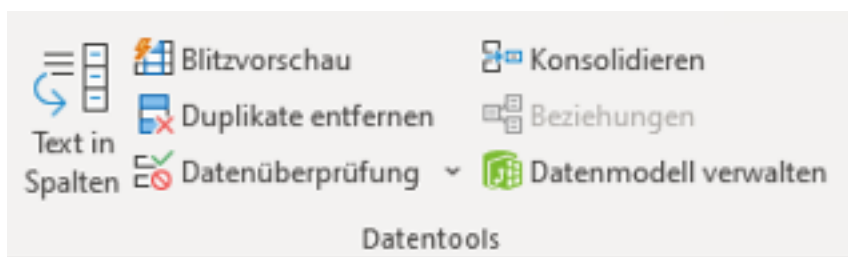 Text in
Spalten
Blitzvorschau
Duplikate entfernen
Datenüberprüfung
Konsolidieren
Beziehungen
Datenmodell verwalten
Datentools